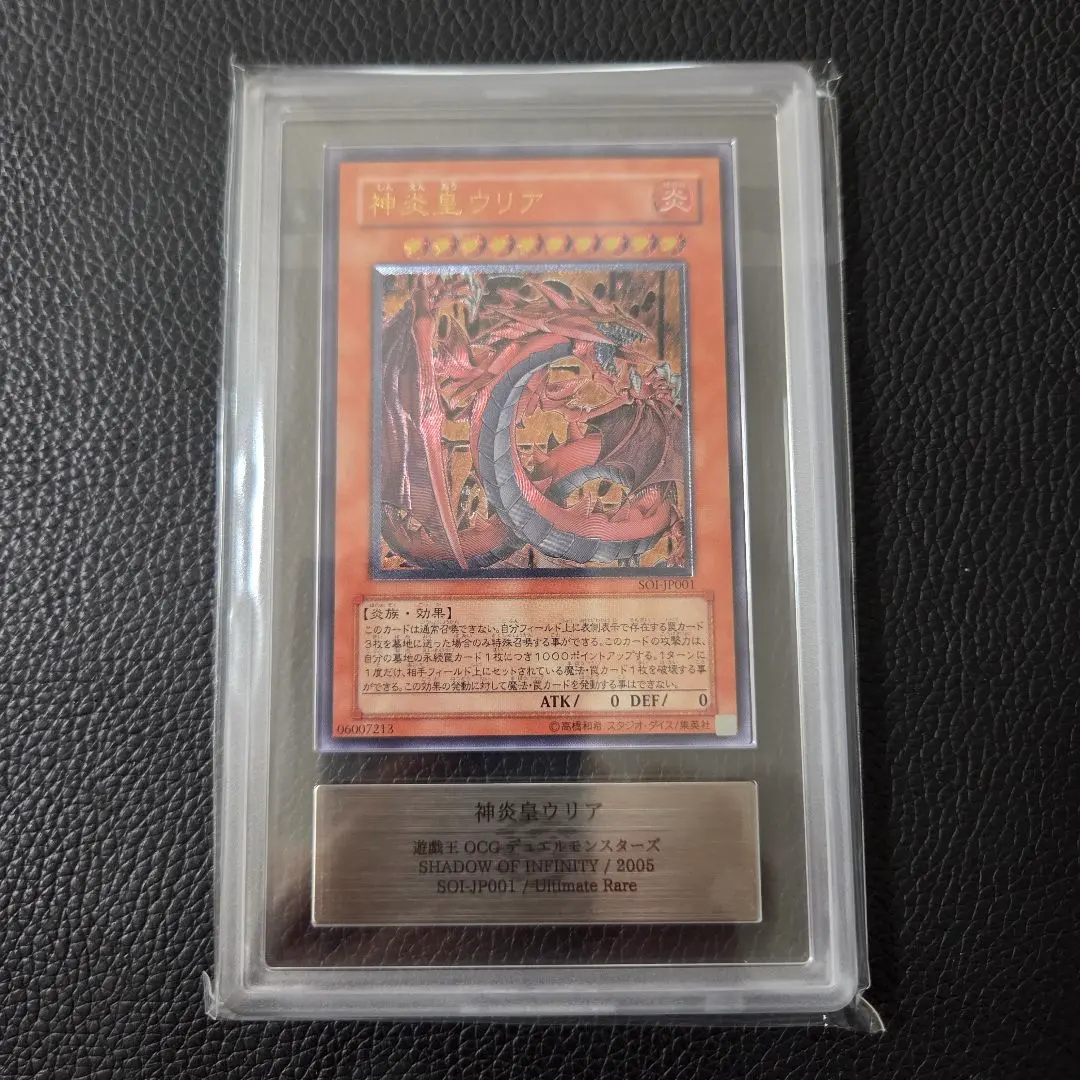 しん えん おう
神炎皇ウリア
炎
SOI-JP001
【炎族・効果】
このカードは通常召喚できない。自分フィールド上に表側表示で存在する罠カード
3枚を墓地に送った場合のみ特殊召喚する事ができる。このカードの攻撃力は、
自分の墓地の永続罠カード1枚につき1000ポイントアップする。1ターンに
1度だけ、相手フィールド上にセットされている魔法・罠カード1枚を破壊する事
ができる。この効果の発動に対して魔法・罠カードを発動する事はできない。
ATK/ 0 DEF/ 0
06007213 ©高橋和希 スタジオ・ダイス/集英社
神炎皇ウリア
遊戯王 OCG デュエルモンスターズ
SHADOW OF INFINITY / 2005
SOI-JP001 / Ultimate Rare